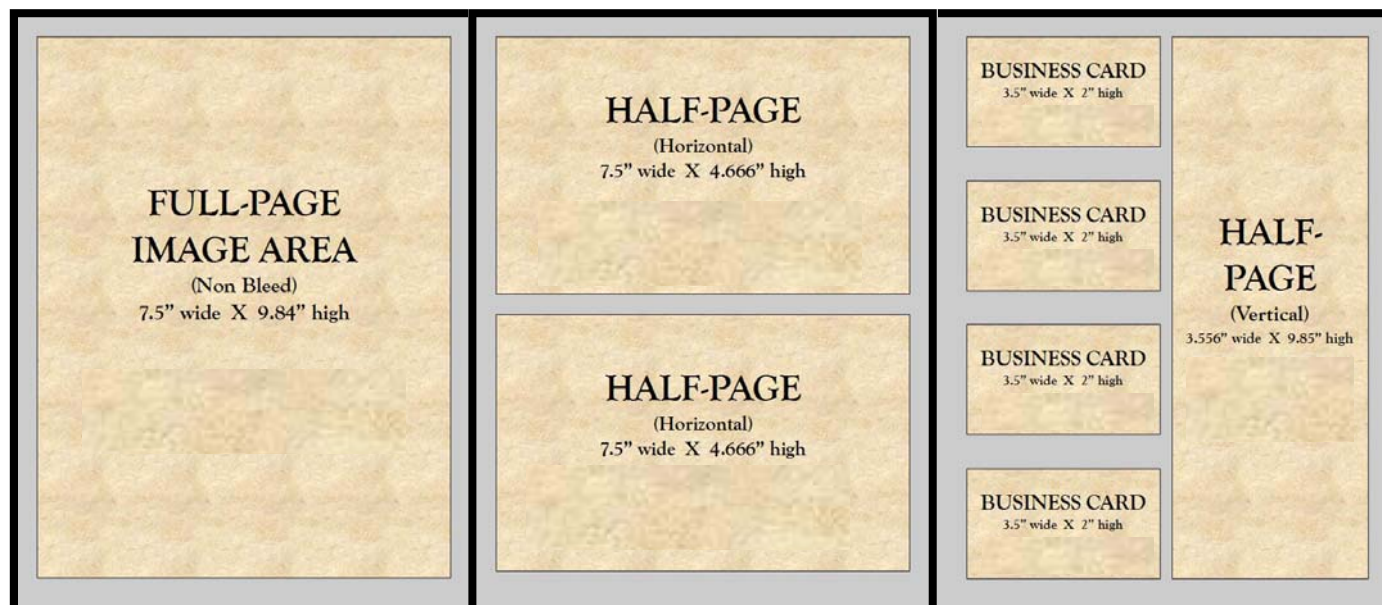 FULL-PAGE
IMAGE AREA
(Non Bleed)
7.5” wide X 9.84” high
HALF-PAGE
(Horizontal)
7.5” wide X 4.666” high
HALF-PAGE
(Horizontal)
7.5” wide X 4.666” high
BUSINESS CARD
3.5” wide X 2” high
BUSINESS CARD
3.5” wide X 2” high
BUSINESS CARD
3.5” wide X 2” high
BUSINESS CARD
3.5” wide X 2” high
HALF-
PAGE
(Vertical)
3.556” wide X 9.85” high